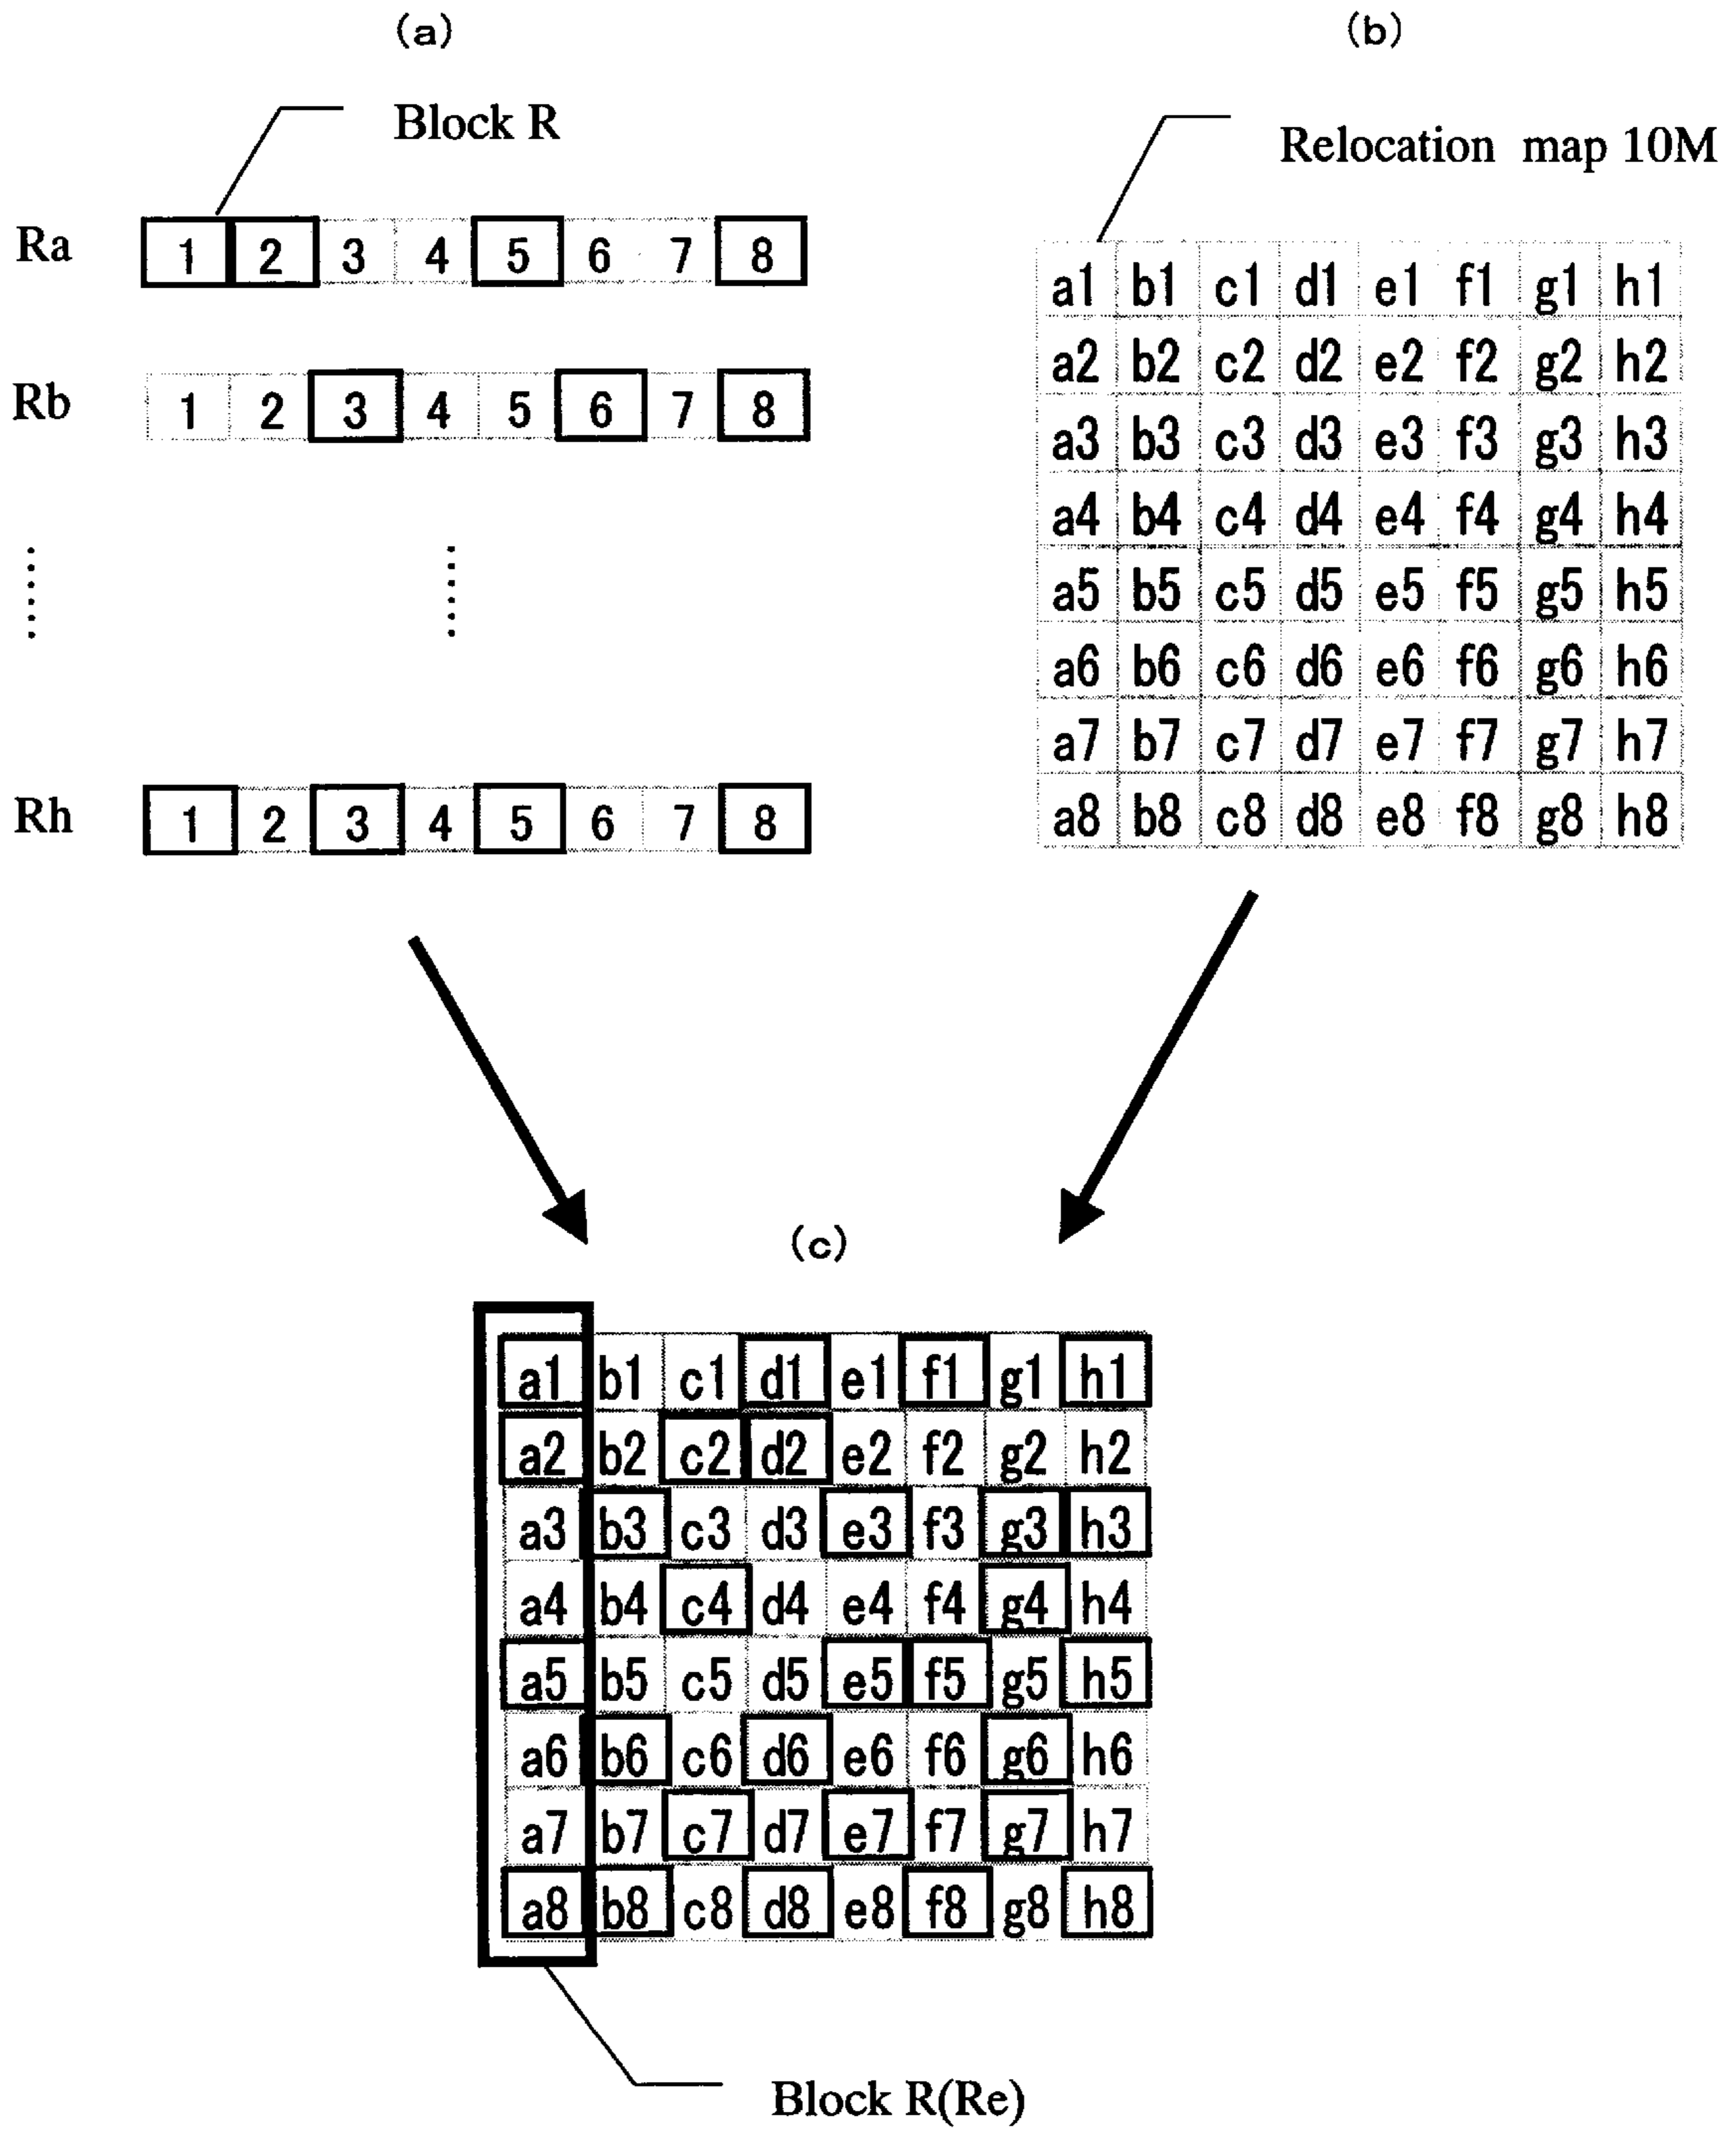 (a)
Block R
Ra 1 2 3 4 5 6 7 8
Rb 1 2 3 4 5 6 7 8
Rh 1 2 3 4 5 6 7 8
(b)
Relocation map 10M
a1 b1 c1 d1 e1 f1 g1 h1
a2 b2 c2 d2 e2 f2 g2 h2
a3 b3 c3 d3 e3 f3 g3 h3
a4 b4 c4 d4 e4 f4 g4 h4
a5 b5 c5 d5 e5 f5 g5 h5
a6 b6 c6 d6 e6 f6 g6 h6
a7 b7 c7 d7 e7 f7 g7 h7
a8 b8 c8 d8 e8 f8 g8 h8
(c)
a1 b1 c1 d1 e1 f1 g1 h1
a2 b2 c2 d2 e2 f2 g2 h2
a3 b3 c3 d3 e3 f3 g3 h3
a4 b4 c4 d4 e4 f4 g4 h4
a5 b5 c5 d5 e5 f5 g5 h5
a6 b6 c6 d6 e6 f6 g6 h6
a7 b7 c7 d7 e7 f7 g7 h7
a8 b8 c8 d8 e8 f8 g8 h8
Block R(Re)